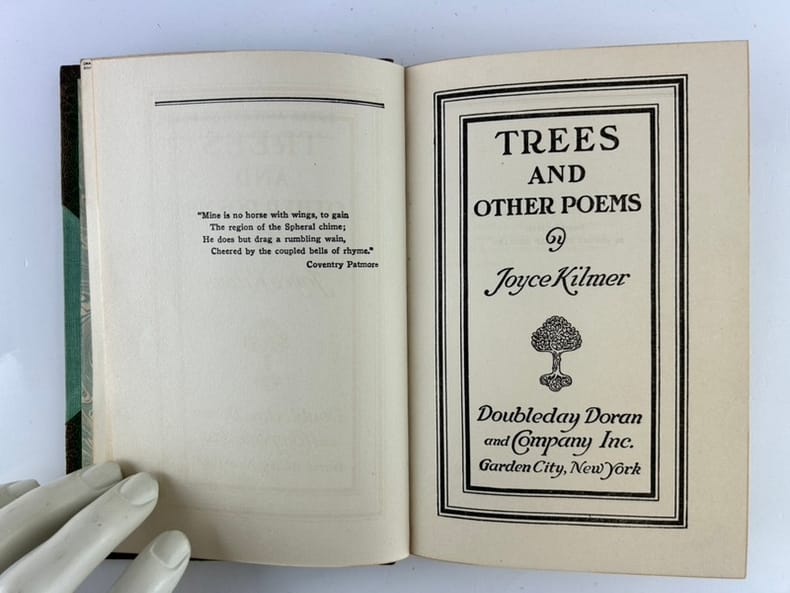 "Mine is no horse with wings, to gain
The region of the Spheral chime;
He does but drag a rumbling wain,
Cheered by the coupled bells of rhyme."
Coventry Patmore
TREES
AND
OTHER POEMS
By
Joyce Kilmer
Doubleday Doran
and Company Inc.
Garden City, New York